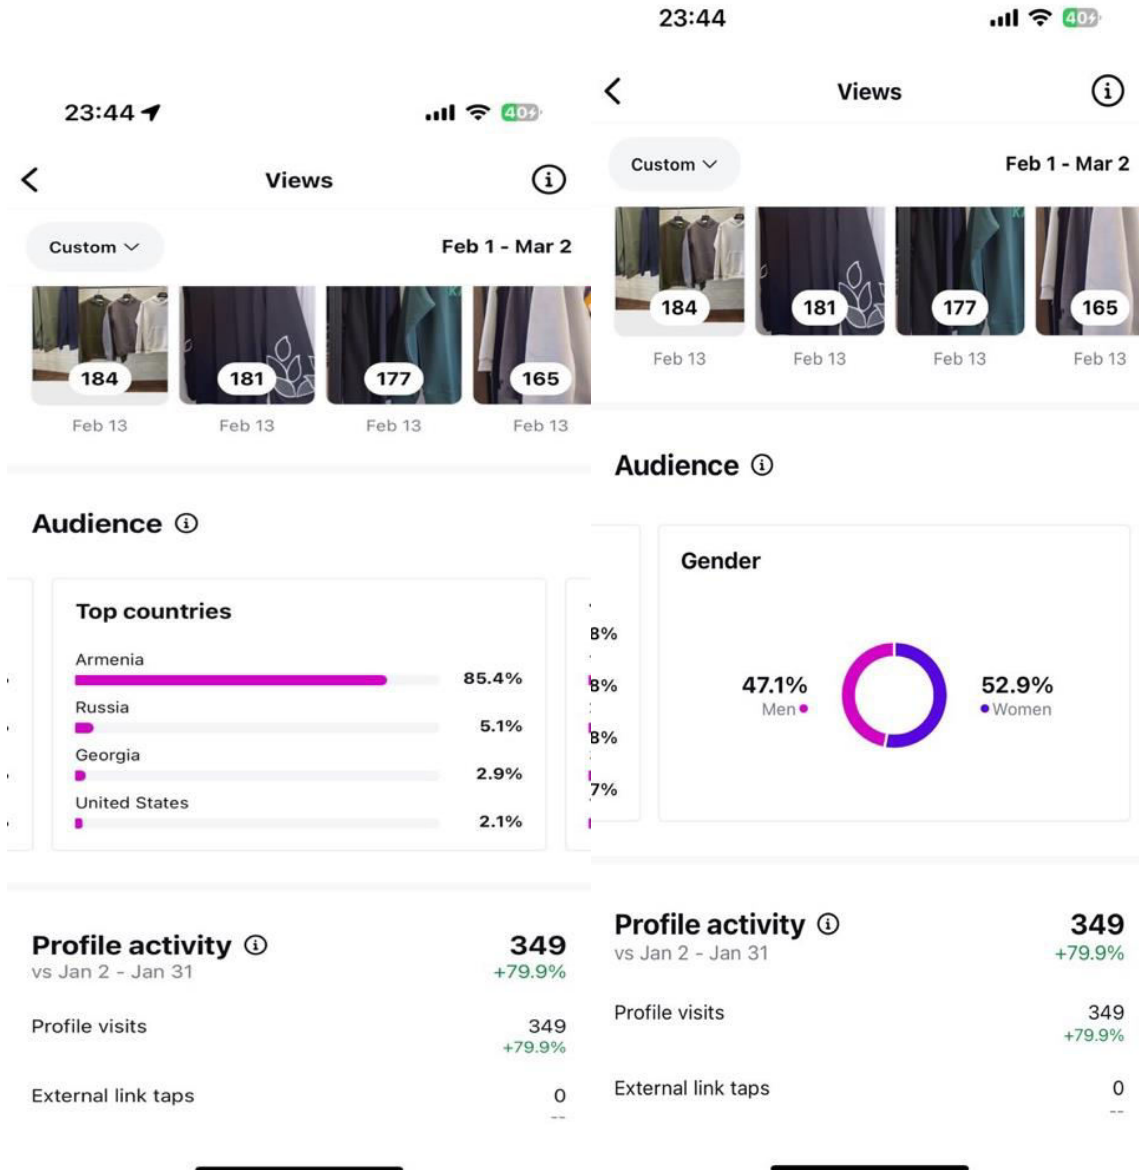 23:44
40
Views
Custom
Feb 1 - Mar 2
184
181
177
165
Feb 13
Feb 13
Feb 13
Feb 13
Audience
Top countries
Armenia
85.4%
Russia
5.1%
Georgia
2.9%
United States
2.1%
Profile activity
349
vs Jan 2 - Jan 31
+79.9%
Profile visits
349
+79.9%
External link taps
0
--
23:44
40
Views
Custom
Feb 1 - Mar 2
184
181
177
165
Feb 13
Feb 13
Feb 13
Feb 13
Audience
8%
8%
8%
7%
Gender
47.1%
Men
52.9%
Women
Profile activity
349
vs Jan 2 - Jan 31
+79.9%
Profile visits
349
+79.9%
External link taps
0
--